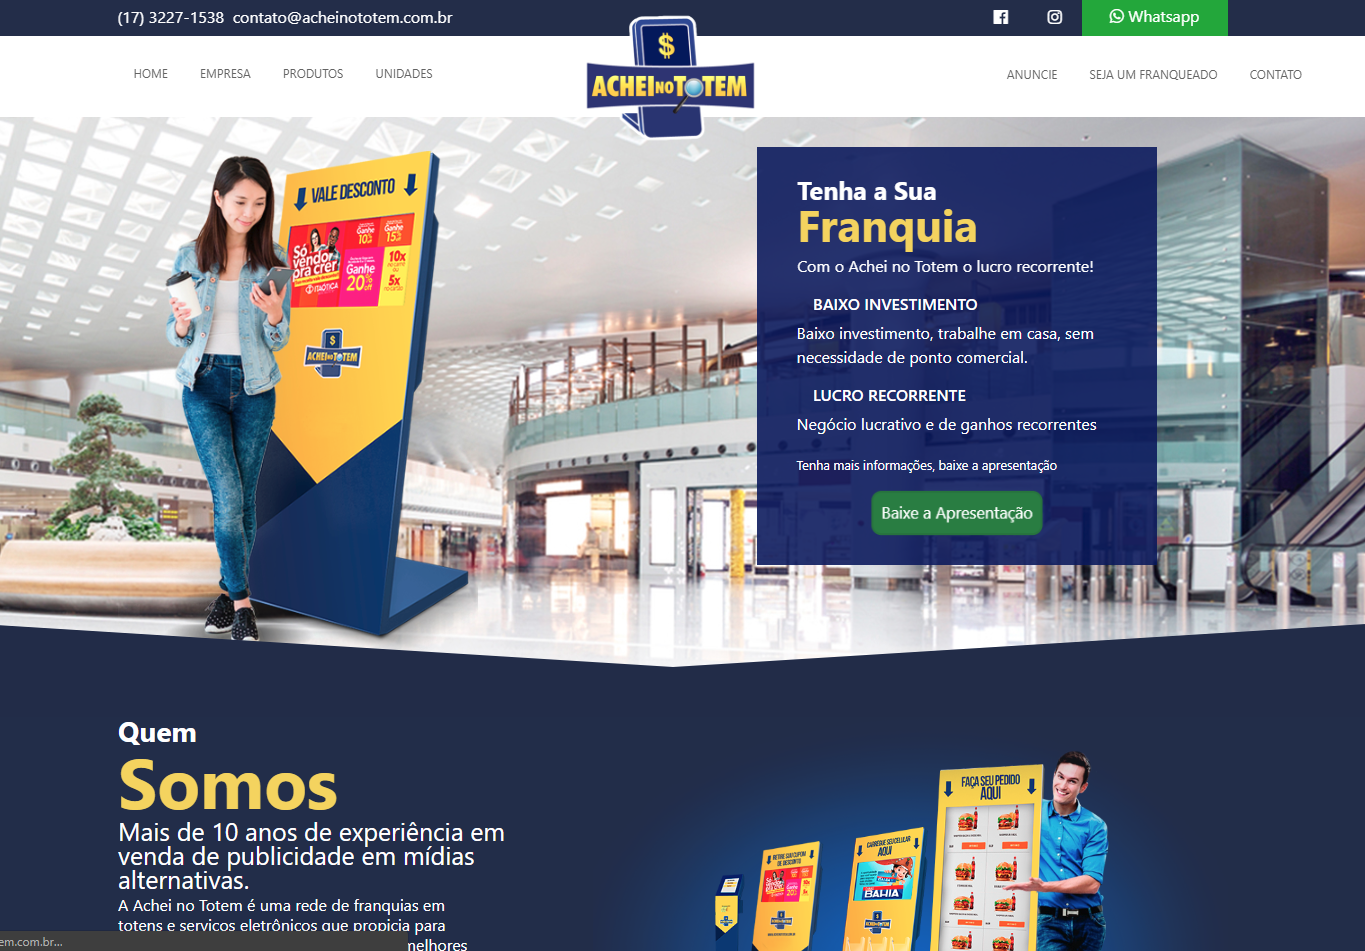 (17) 3227-1538 contato@acheinototem.com.br
Whatsapp
HOME EMPRESA PRODUTOS UNIDADES
$
ACHEI NO TOTEM
ANUNCIE SEJA UM FRANQUEADO CONTATO
VALE DESCONTO
Só
vendor
pra crer
ITAÓTICA
Ganhe
10%
Ganhe
15%
Ganhe
20%
10x
ou
5x
$
ACHEI NO TOTEM
Tenha a Sua
Franquia
Com o Achei no Totem o lucro recorrente!
BAIXO INVESTIMENTO
Baixo investimento, trabalhe em casa, sem
necessidade de ponto comercial.
LUCRO RECORRENTE
Negócio lucrativo e de ganhos recorrentes
Tenha mais informações, baixe a apresentação
Baixe a Apresentação
Quem
Somos
Mais de 10 anos de experiência em
venda de publicidade em mídias
alternativas.
A Achei no Totem é uma rede de franquias em
totens e serviços eletrônicos que propicia para
melhores
em.com.br...
RETIRE SEU CUPOM
DE DESCONTO
CARREGUE SEU CELULAR
AQUI
BAHIA
FAÇA SEU PEDIDO
AQUI